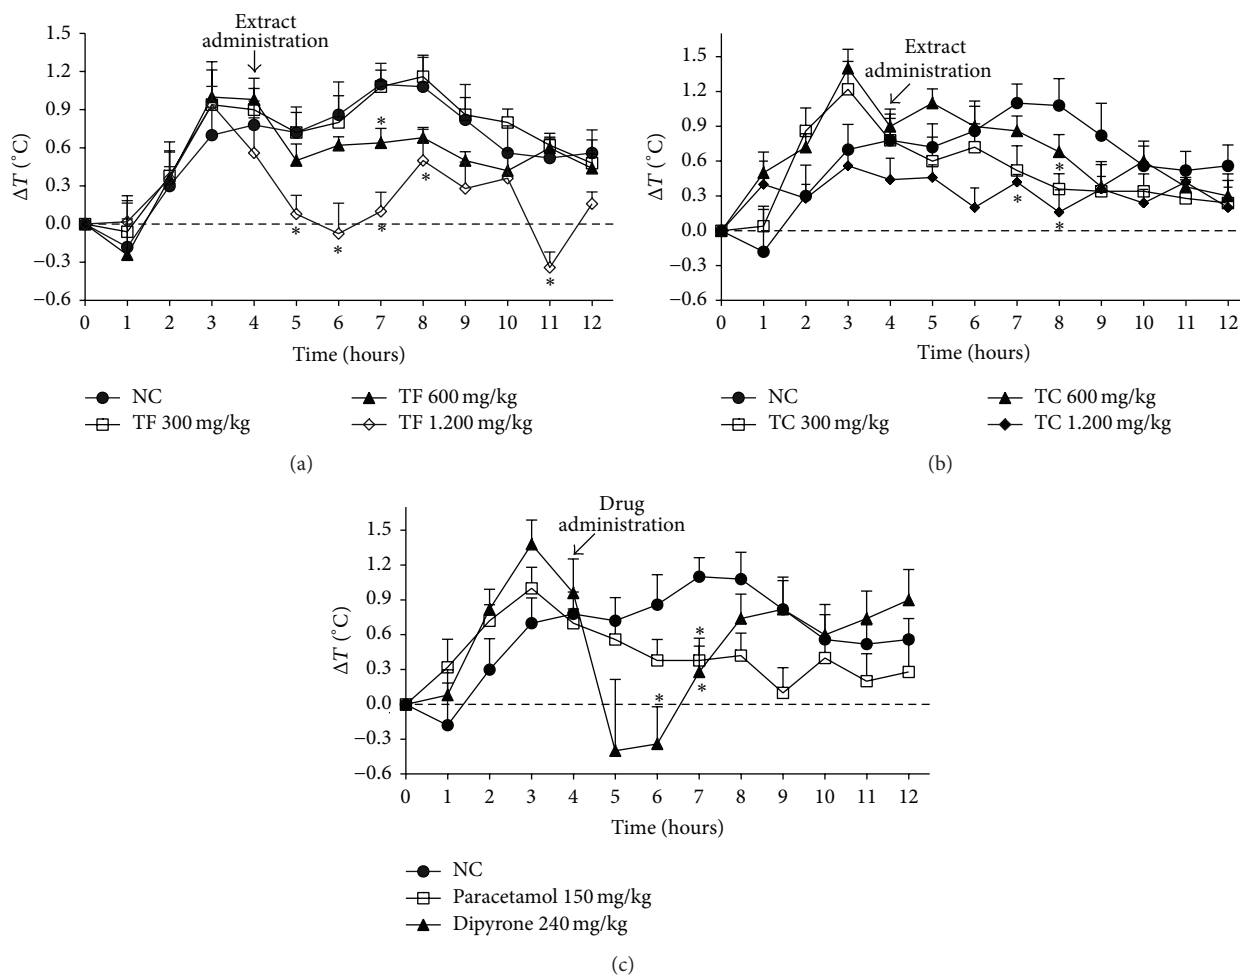 Extract
administration
1.5
1.2
0.9
0.6
0.3
0.0
−0.3
−0.6
ΔT (°C)
* * * * * *
0 1 2 3 4 5 6 7 8 9 10 11 12
Time (hours)
NC
TF 300 mg/kg
TF 600 mg/kg
TF 1.200 mg/kg
(a)
Extract
administration
1.5
1.2
0.9
0.6
0.3
0.0
−0.3
−0.6
ΔT (°C)
* * *
0 1 2 3 4 5 6 7 8 9 10 11 12
Time (hours)
NC
TC 300 mg/kg
TC 600 mg/kg
TC 1.200 mg/kg
(b)
Drug
administration
1.5
1.2
0.9
0.6
0.3
0.0
−0.3
−0.6
ΔT (°C)
* * *
0 1 2 3 4 5 6 7 8 9 10 11 12
Time (hours)
NC
Paracetamol 150 mg/kg
Dipyrone 240 mg/kg
(c)